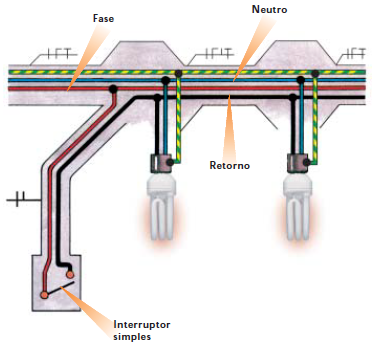 Fase
Neutro
Retorno
Interruptor
simples